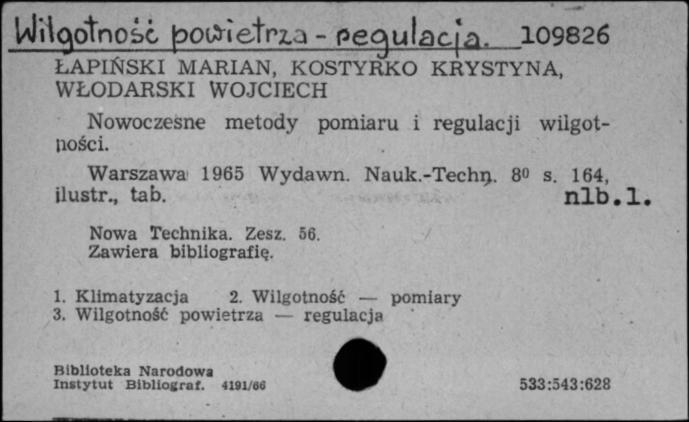 Wilgotność powietrza - regulacja. 109826
ŁAPIŃSKI MARIAN, KOSTYRKO KRYSTYNA,
WŁODARSKI WOJCIECH
Nowoczesne metody pomiaru i regulacji wilgot-
ności.
Warszawa 1965 Wydawn. Nauk.-Techn. 8⁰ s. 164,
ilustr., tab. nlb.1.
Nowa Technika. Zesz. 56.
Zawiera bibliografię.
1. Klimatyzacja 2. Wilgotność — pomiary
3. Wilgotność powietrza — regulacja
Biblioteka Narodowa
Instytut Bibliograf. 4191/66 533:543:628